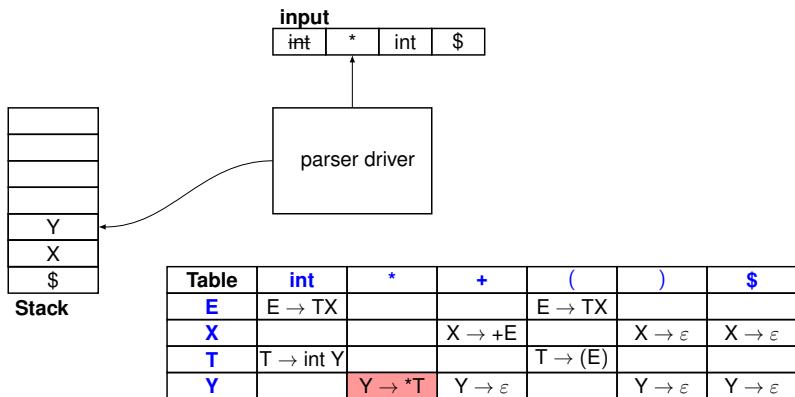 input
int * int $
parser driver
Y
X
$
Stack
Table int * + ( ) $
E E → TX E → TX
X X → +E X → ε X → ε
T T → int Y T → (E)
Y Y → *T Y → ε Y → ε Y → ε